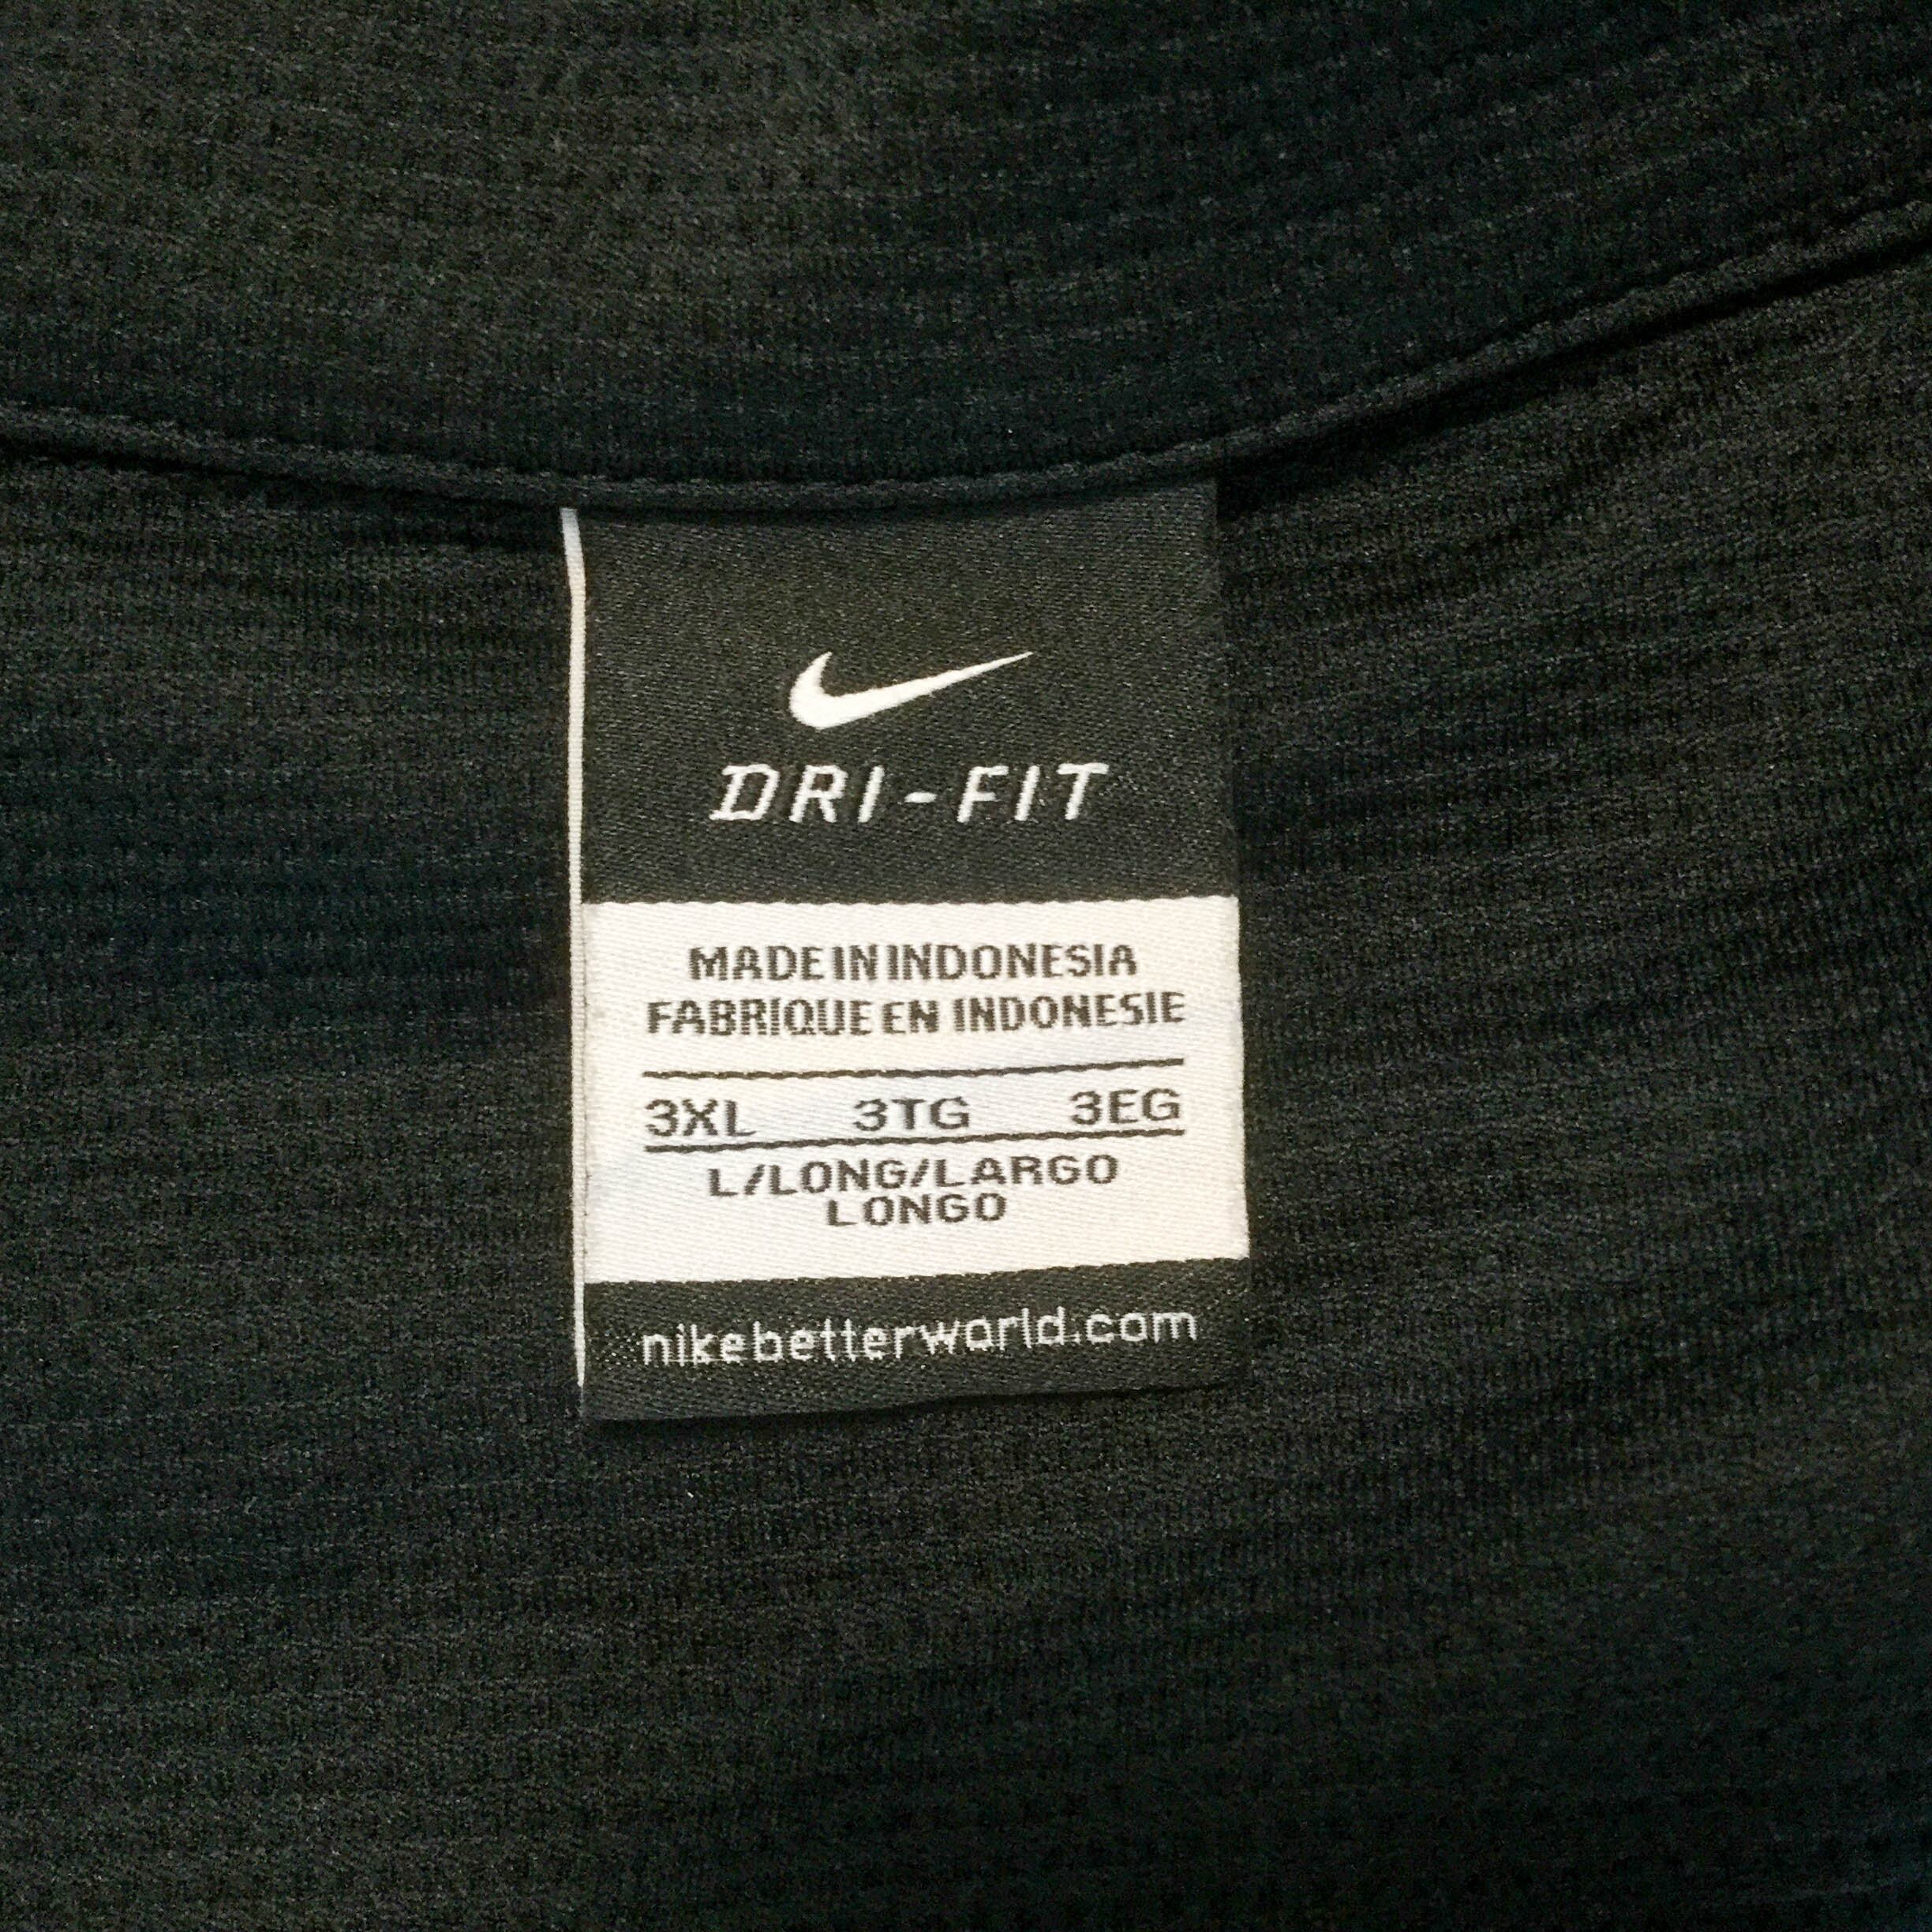 DRI-FIT
MADE IN INDONESIA
FABRIQUE EN INDONESIE
3XL 3TG 3EG
L/LONG/LARGO
LONGO
nikebetterworld.com